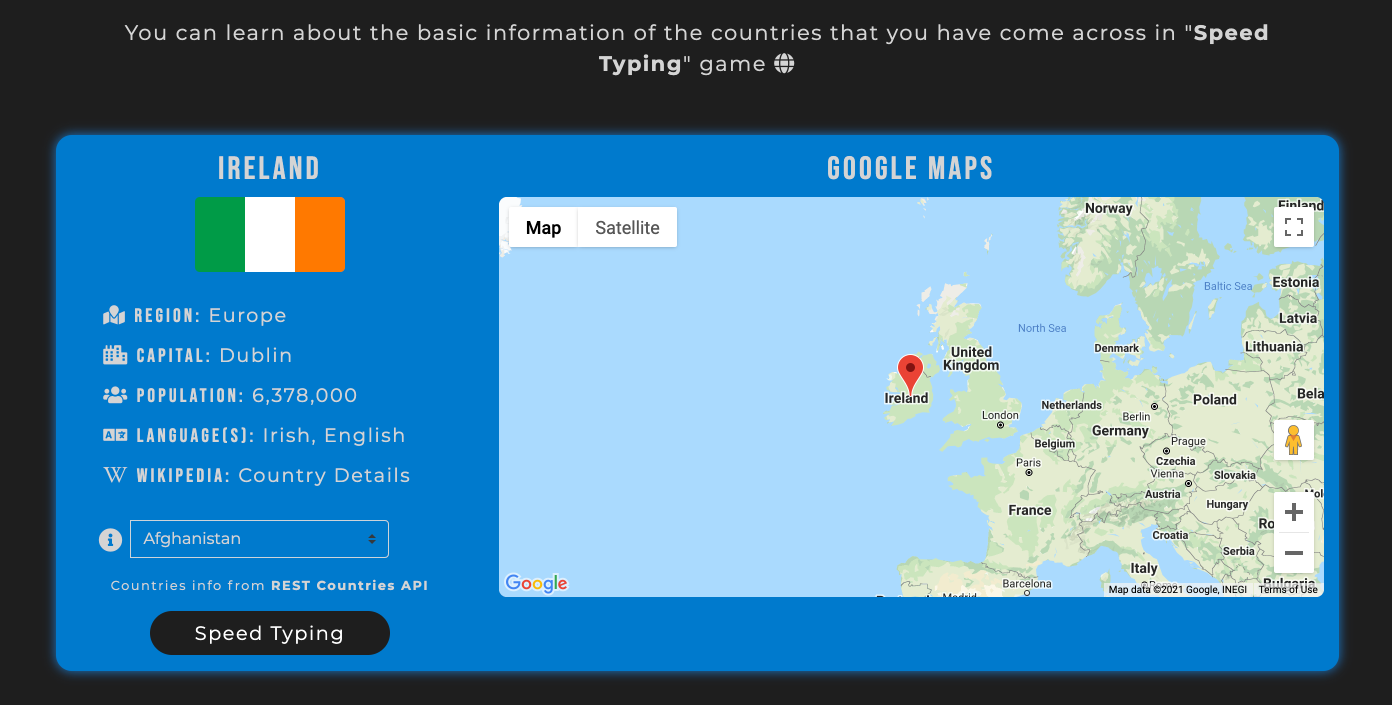 You can learn about the basic information of the countries that you have come across in "Speed
Typing" game
IRELAND
REGION: Europe
CAPITAL: Dublin
POPULATION: 6,378,000
LANGUAGE(S): Irish, English
WIKIPEDIA: Country Details
Afghanistan
Countries info from REST Countries API
Speed Typing
GOOGLE MAPS
Map
Satellite
Norway
Finland
Baltic Sea
Estonia
Latvia
North Sea
Lithuania
Denmark
United
Kingdom
Ireland
Bela
Poland
Netherlands
Berlin
London
Germany
Belgium
Prague
Czechia
Paris
Vienna
Slovakia
Austria
Mol
Hungary
France
Ro
Croatia
Serbia
Italy
Barcelona
Bulgaria
Madrid
Google
Map data ©2021 Google, INEGI
Terms of Use